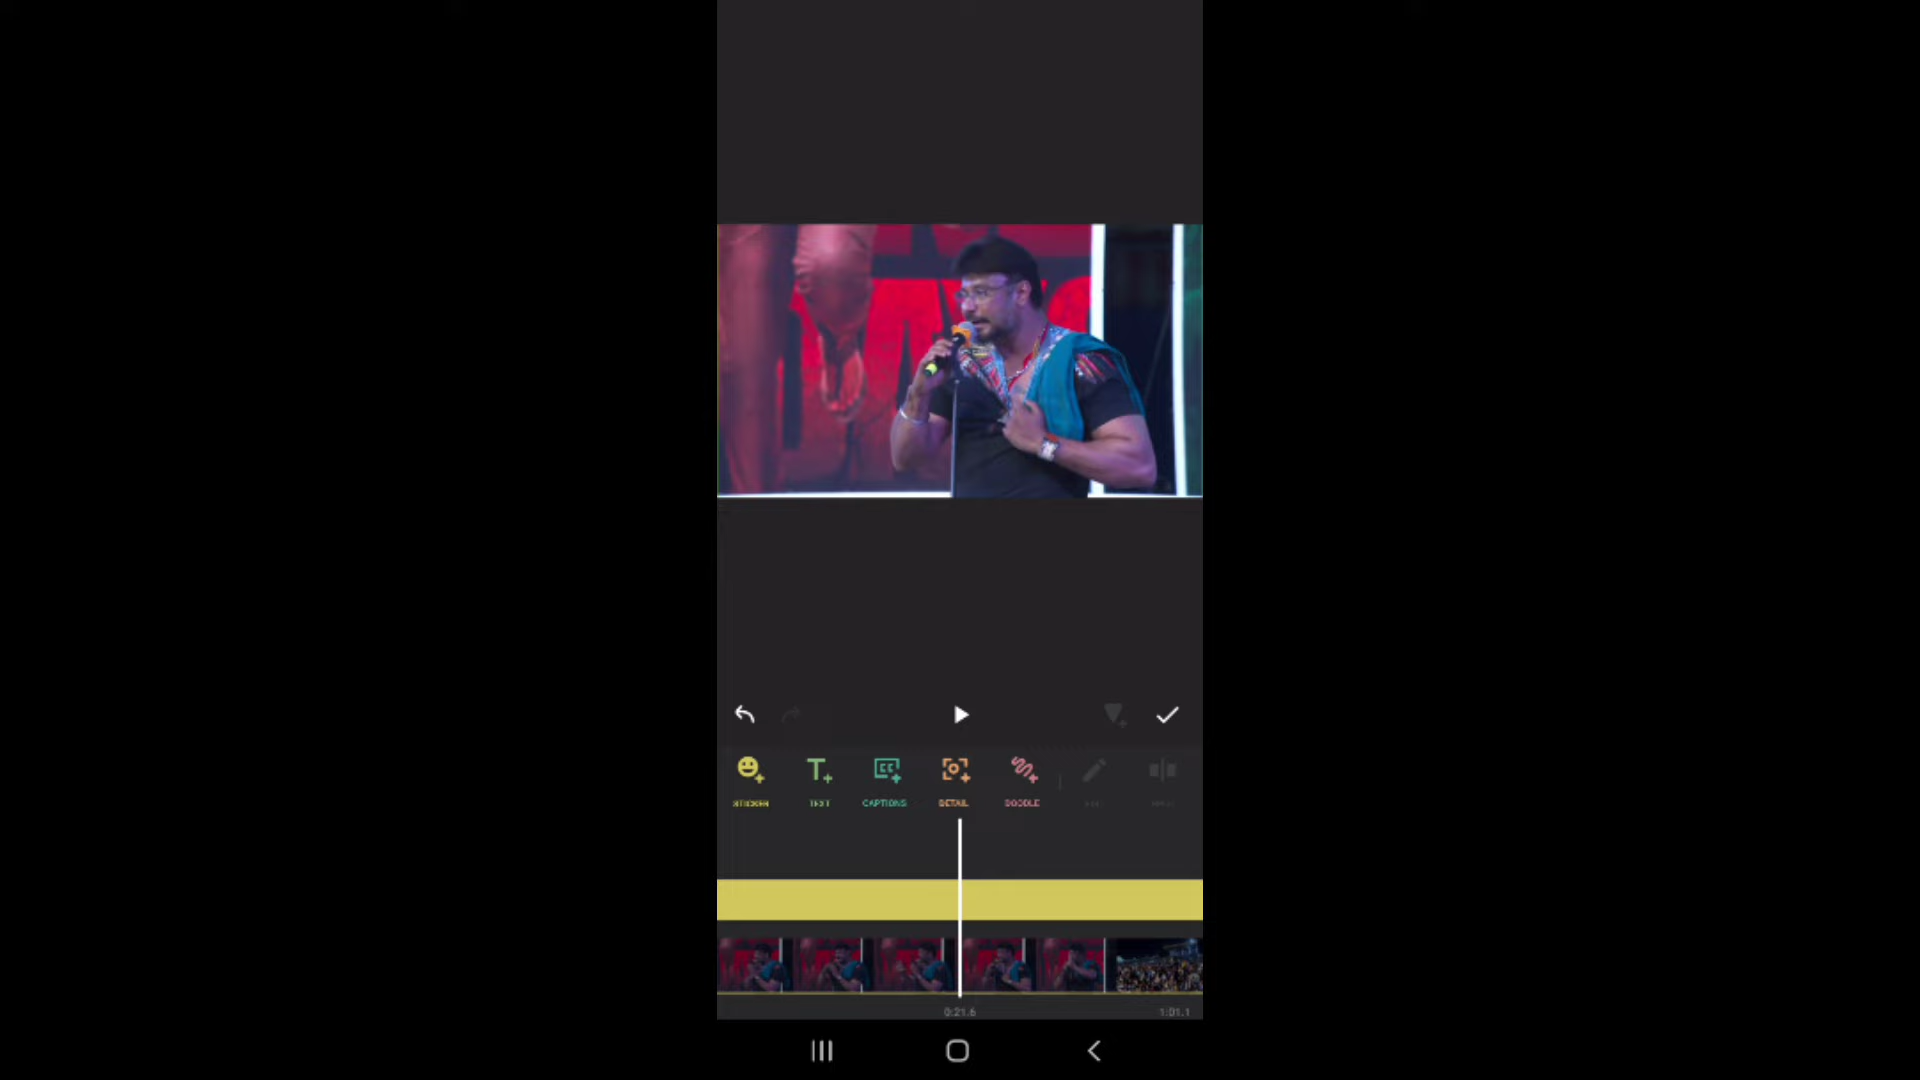 STICKER
TEXT
CAPTIONS
DETAIL
DOODLE
0:21.6
1:01.1